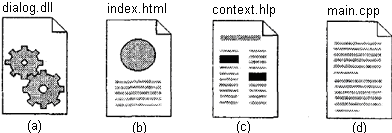 dialog.dll index.html context.hlp main.cpp
(a) (b) (c) (d)